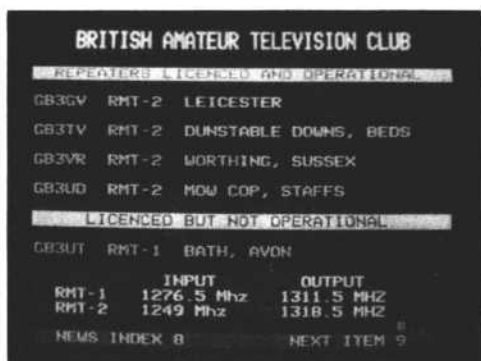 BRITISH AMATEUR TELEVISION CLUB
REPEATERS LICENCED AND OPERATIONAL
GB3GV RMT-2 LEICESTER
GB3TV RMT-2 DUNSTABLE DOWNS, BEDS
GB3VR RMT-2 WORTHING, SUSSEX
GB3UD RMT-2 MOW COP, STAFFS
LICENCED BUT NOT OPERATIONAL
GB3UT RMT-1 BATH, AVON
INPUT OUTPUT
RMT-1 1276.5 Mhz 1311.5 MHZ
RMT-2 1249 Mhz 1318.5 MHZ
NEWS INDEX 8 NEXT ITEM 9